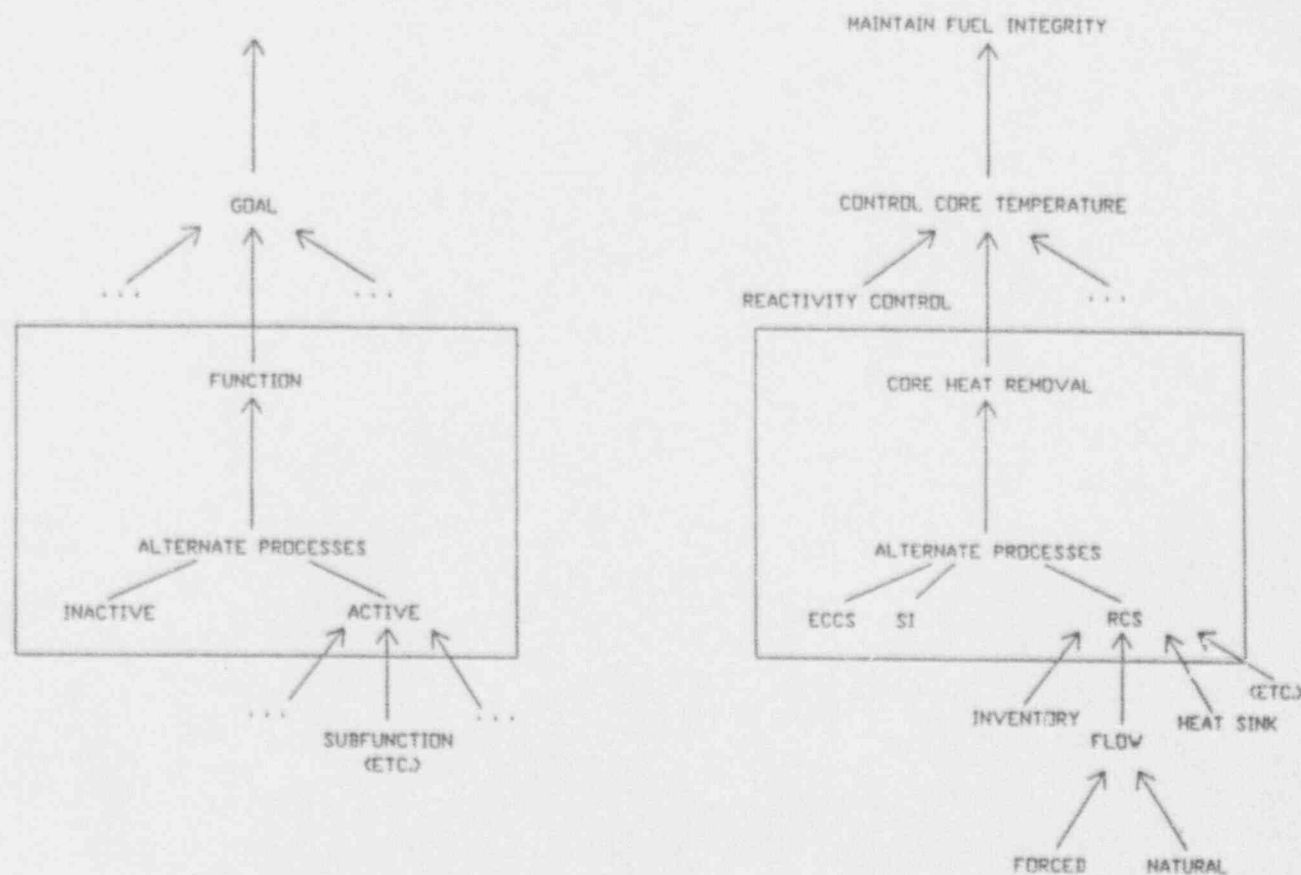 GOAL
...
...
FUNCTION
ALTERNATE PROCESSES
INACTIVE
ACTIVE
...
...
SUBFUNCTION
(ETC.)
MAINTAIN FUEL INTEGRITY
CONTROL CORE TEMPERATURE
REACTIVITY CONTROL
...
CORE HEAT REMOVAL
ALTERNATE PROCESSES
ECCS
SI
RCS
INVENTORY
FLOW
HEAT SINK
(ETC.)
FORCED
NATURAL